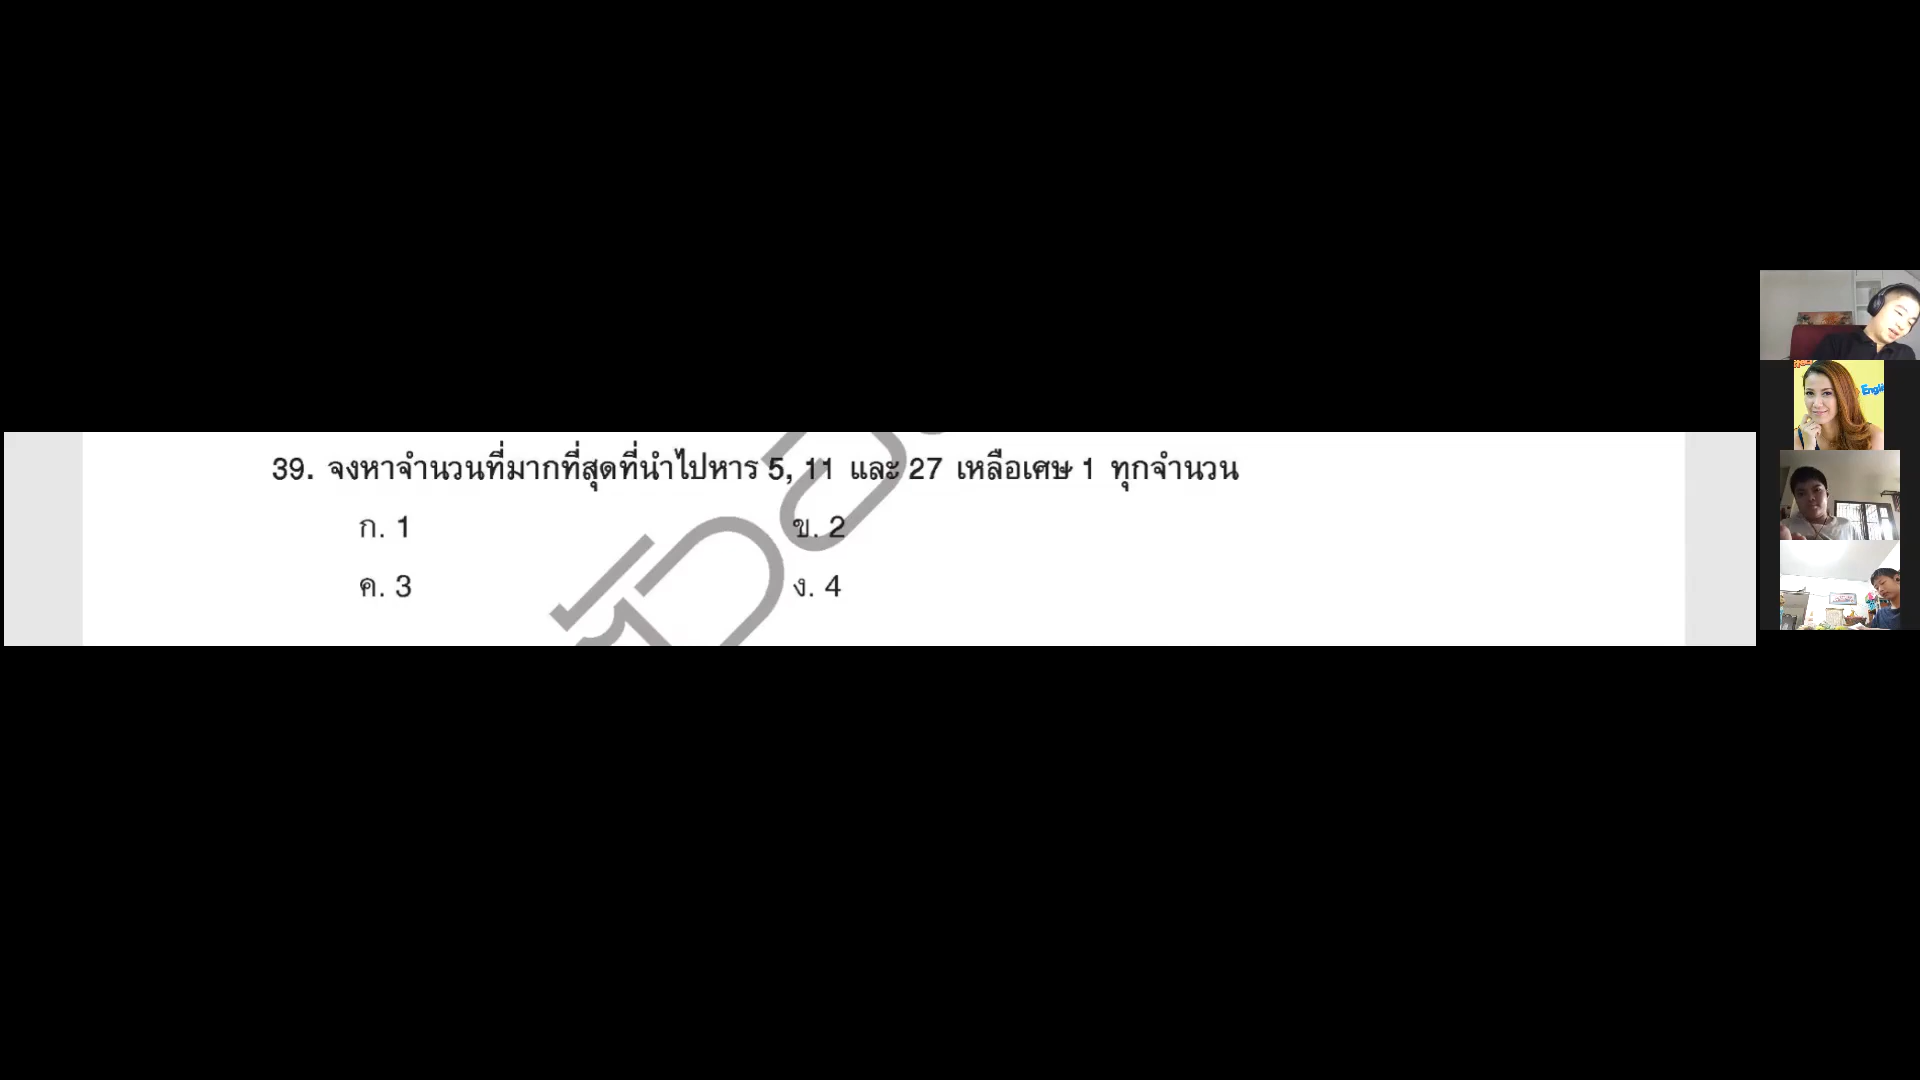 39. จงหาจำนวนที่มากที่สุดที่นำไปหาร 5, 11 และ 27 เหลือเศษ 1 ทุกจำนวน
ก. 1 ข. 2
ค. 3 ง. 4